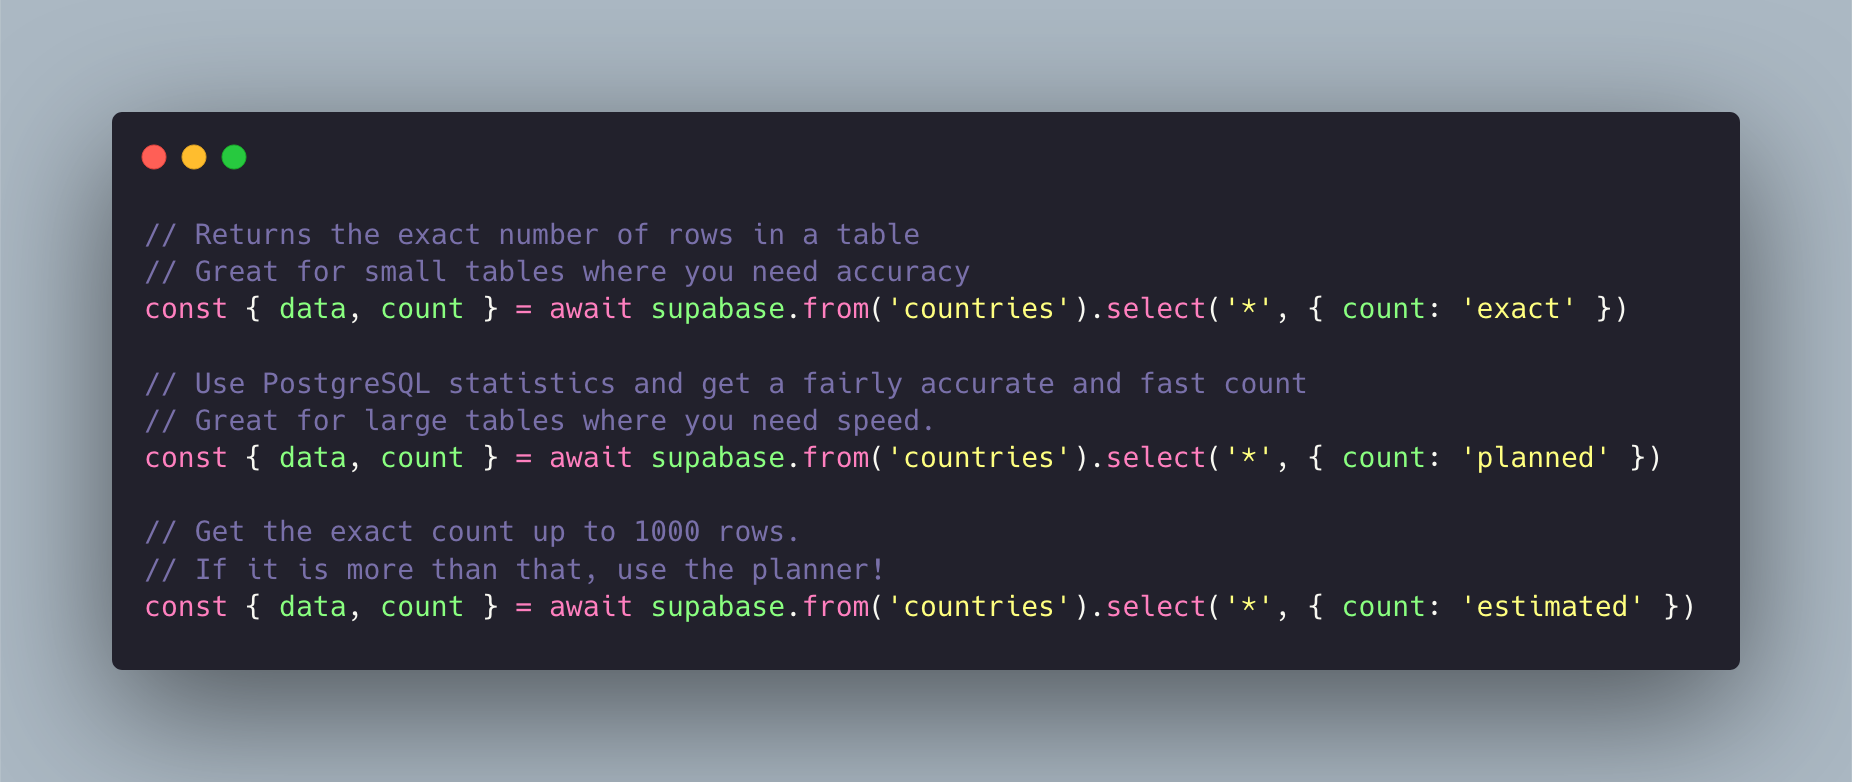 // Returns the exact number of rows in a table
// Great for small tables where you need accuracy
const { data, count } = await supabase.from('countries').select('*', { count: 'exact' })
// Use PostgreSQL statistics and get a fairly accurate and fast count
// Great for large tables where you need speed.
const { data, count } = await supabase.from('countries').select('*', { count: 'planned' })
// Get the exact count up to 1000 rows.
// If it is more than that, use the planner!
const { data, count } = await supabase.from('countries').select('*', { count: 'estimated' })